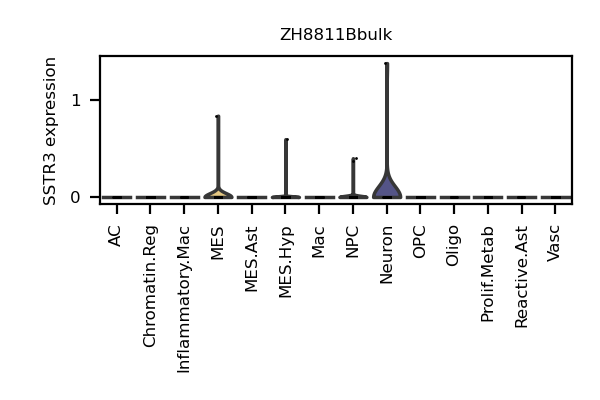 ZH8811Bbulk
SSTR3 expression
1
0
AC
Chromatin.Reg
Inflammatory.Mac
MES
MES.Ast
MES.Hyp
Mac
NPC
Neuron
OPC
Oligo
Prolif.Metab
Reactive.Ast
Vasc